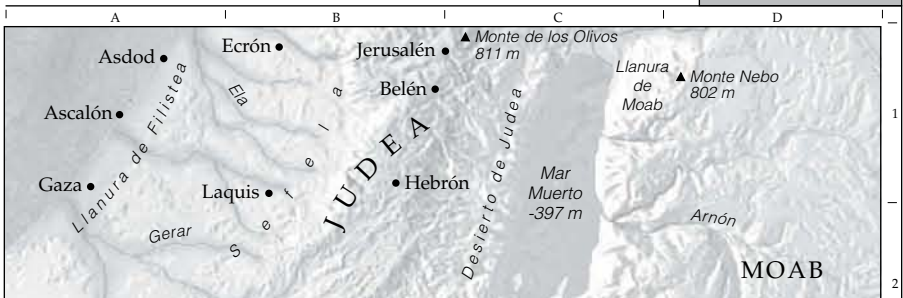 A B C D
Asdod
Ecrón
Jerusalén
Monte de los Olivos
811 m
Llanura
de
Moab
Monte Nebo
802 m
Belén
Ela
Ascalón
1
Llanura de Filistea
Sefela
JUDEA
Desierto de Judea
Mar
Muerto
-397 m
Gaza
Laquis
Hebrón
Arnón
Gerar
MOAB
2